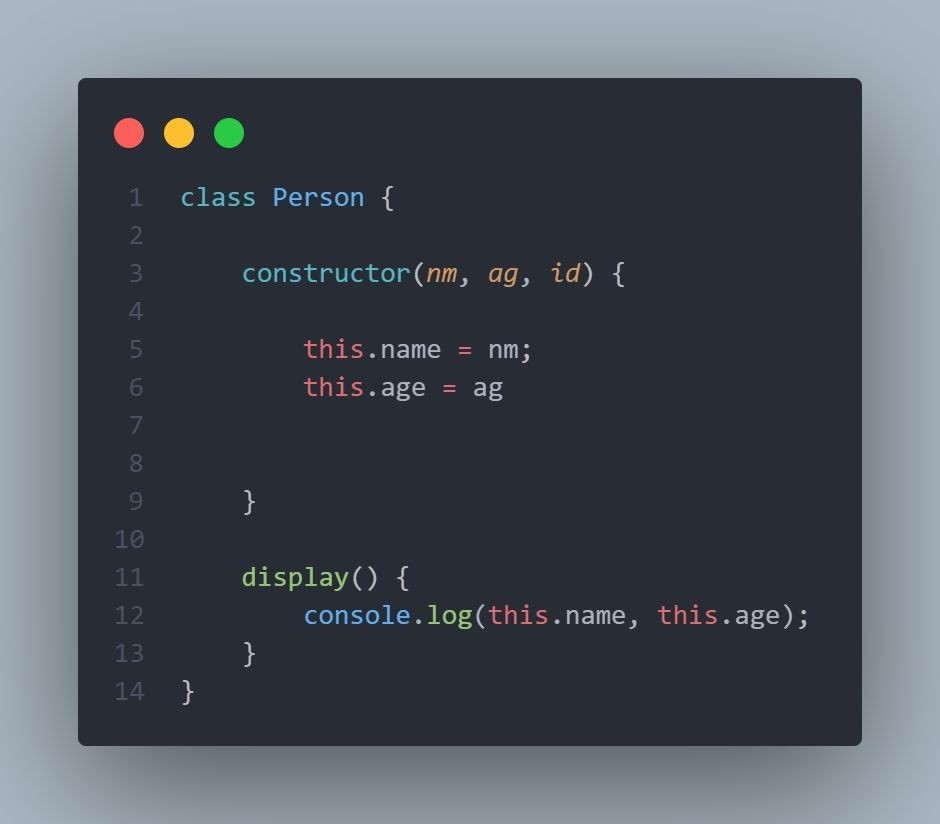 1 class Person {
2
3 constructor(nm, ag, id) {
4
5 this.name = nm;
6 this.age = ag
7
8
9 }
10
11 display() {
12 console.log(this.name, this.age);
13 }
14 }